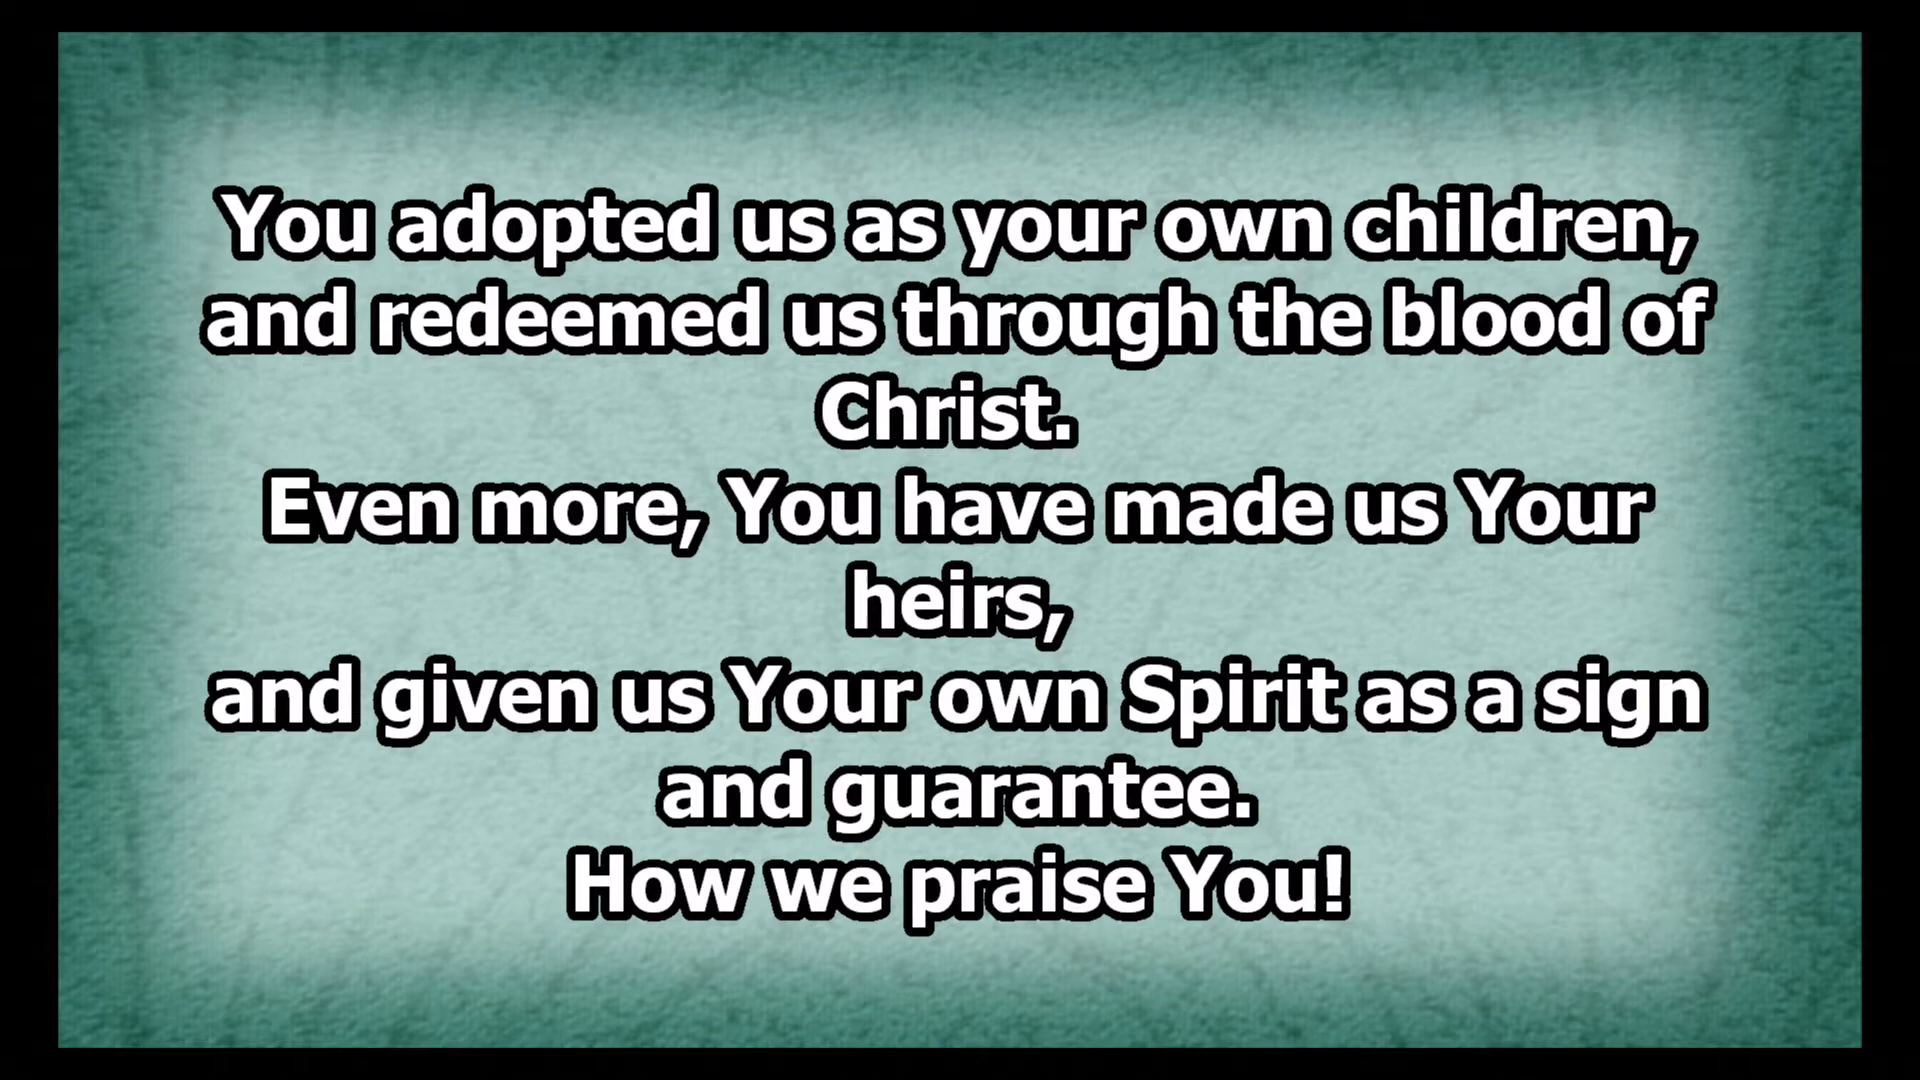 You adopted us as your own children,
and redeemed us through the blood of
Christ.
Even more, You have made us Your
heirs,
and given us Your own Spirit as a sign
and guarantee.
How we praise You!